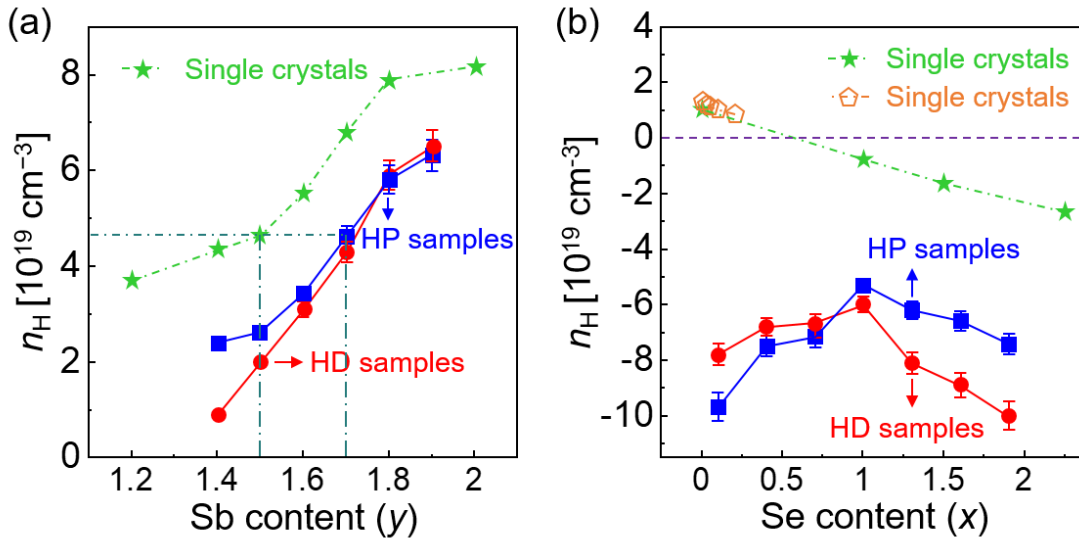 (a)
Single crystals
HP samples
HD samples
n_H [10^19 cm^−3]
8
6
4
2
0
1.2 1.4 1.6 1.8 2
Sb content (y)
(b)
Single crystals
Single crystals
HP samples
HD samples
n_H [10^19 cm^-3]
4
2
0
-2
-4
-6
-8
-10
0 0.5 1 1.5 2
Se content (x)